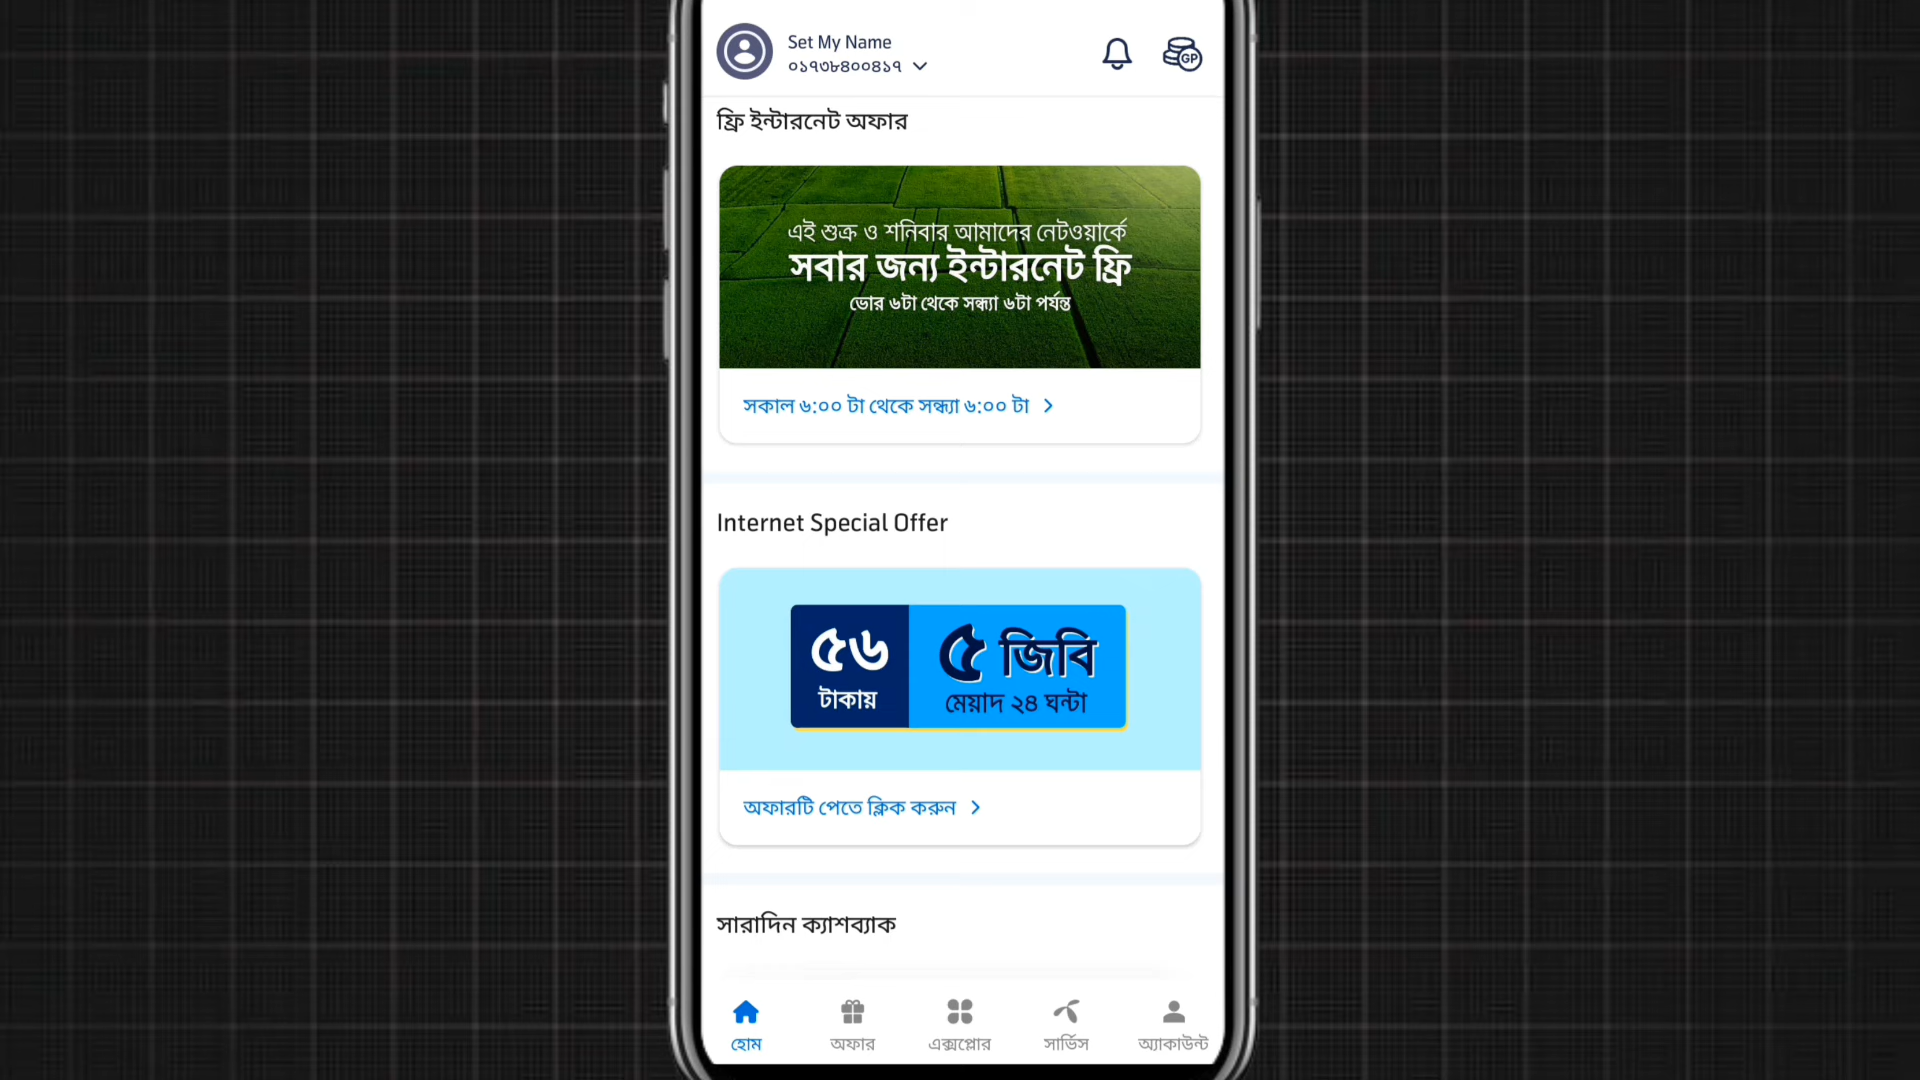 Set My Name
০১৭৩৮৪০০৪১৭
GP
ফ্রি ইন্টারনেট অফার
এই শুক্র ও শনিবার আমাদের নেটওয়ার্কে
সবার জন্য ইন্টারনেট ফ্রি
ভোর ৬টা থেকে সন্ধ্যা ৬টা পর্যন্ত
সকাল ৬:০০ টা থেকে সন্ধ্যা ৬:০০ টা
Internet Special Offer
৫৬
টাকায়
৫ জিবি
মেয়াদ ২৪ ঘন্টা
অফারটি পেতে ক্লিক করুন
সারাদিন ক্যাশব্যাক
হোম
অফার
এক্সপ্লোর
সার্ভিস
অ্যাকাউন্ট